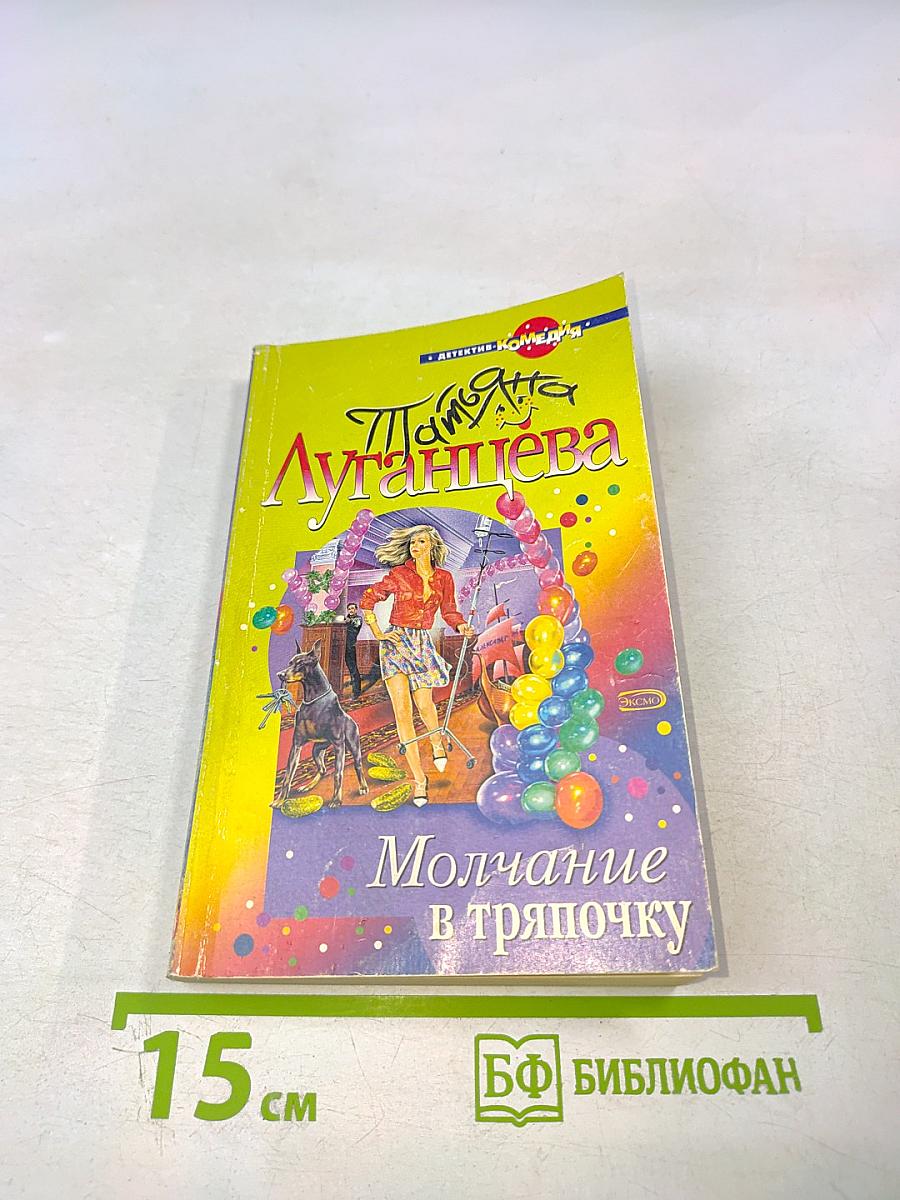 ДЕТЕКТИВ-КОМЕДИЯ
Татьяна
Луганцева
ЭКСМО
Молчание
в тряпочку
15 см
БФ БИБЛИОФАН